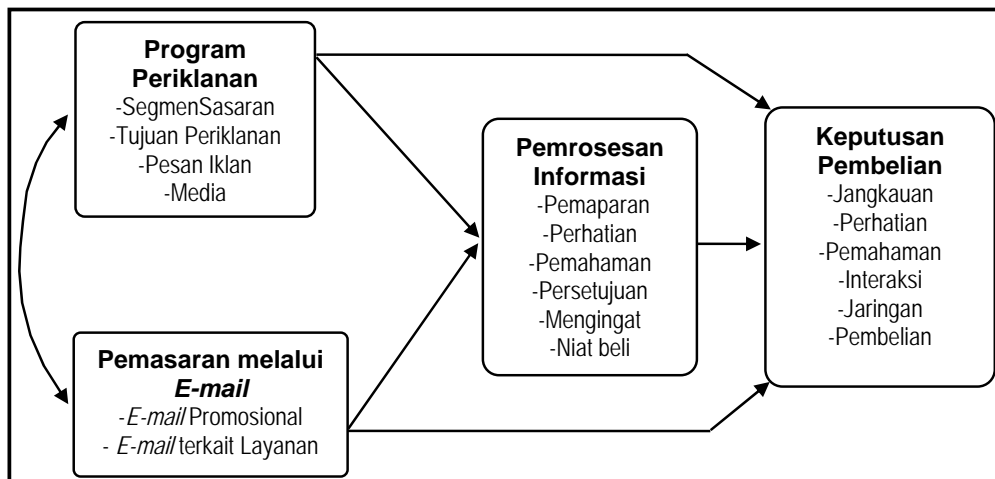 Program
Periklanan
-SegmenSasaran
-Tujuan Periklanan
-Pesan Iklan
-Media
Pemasaran melalui
E-mail
-E-mail Promosional
- E-mail terkait Layanan
Pemrosesan
Informasi
-Pemaparan
-Perhatian
-Pemahaman
-Persetujuan
-Mengingat
-Niat beli
Keputusan
Pembelian
-Jangkauan
-Perhatian
-Pemahaman
-Interaksi
-Jaringan
-Pembelian